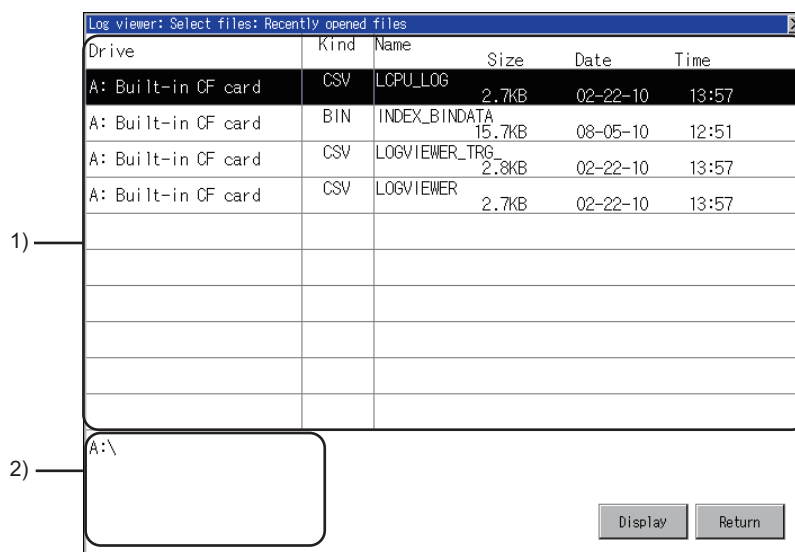 Log viewer: Select files: Recently opened files
Drive Kind Name
Size Date Time
A: Built-in CF card CSV LCPU_LOG
2.7KB 02-22-10 13:57
A: Built-in CF card BIN INDEX_BINDATA
15.7KB 08-05-10 12:51
A: Built-in CF card CSV LOGVIEWER_TRG_
2.8KB 02-22-10 13:57
A: Built-in CF card CSV LOGVIEWER
2.7KB 02-22-10 13:57
1)
A:\
2)
Display Return